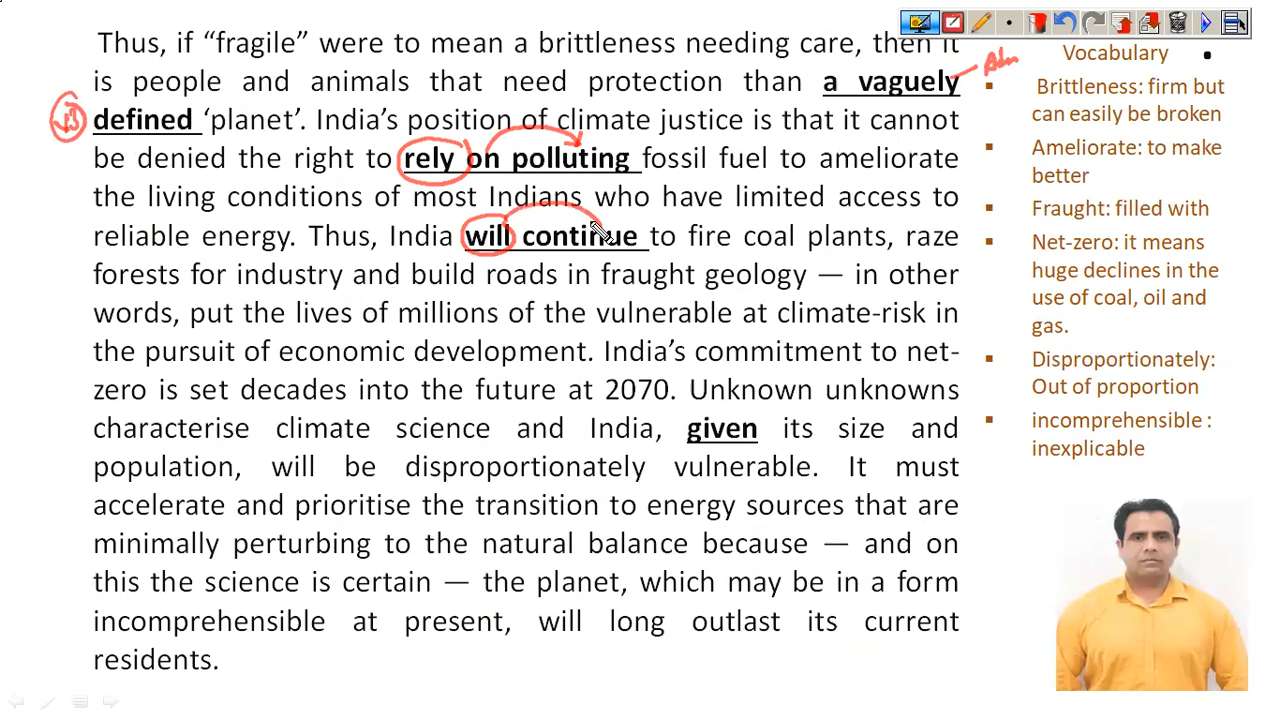 Thus, if “fragile” were to mean a brittleness needing care, then it
is people and animals that need protection than a vaguely
defined ‘planet’. India’s position of climate justice is that it cannot
be denied the right to rely on polluting fossil fuel to ameliorate
the living conditions of most Indians who have limited access to
reliable energy. Thus, India will continue to fire coal plants, raze
forests for industry and build roads in fraught geology — in other
words, put the lives of millions of the vulnerable at climate-risk in
the pursuit of economic development. India’s commitment to net-
zero is set decades into the future at 2070. Unknown unknowns
characterise climate science and India, given its size and
population, will be disproportionately vulnerable. It must
accelerate and prioritise the transition to energy sources that are
minimally perturbing to the natural balance because — and on
this the science is certain — the planet, which may be in a form
incomprehensible at present, will long outlast its current
residents.
Vocabulary
Brittleness: firm but
can easily be broken
Ameliorate: to make
better
Fraught: filled with
Net-zero: it means
huge declines in the
use of coal, oil and
gas.
Disproportionately:
Out of proportion
incomprehensible :
inexplicable